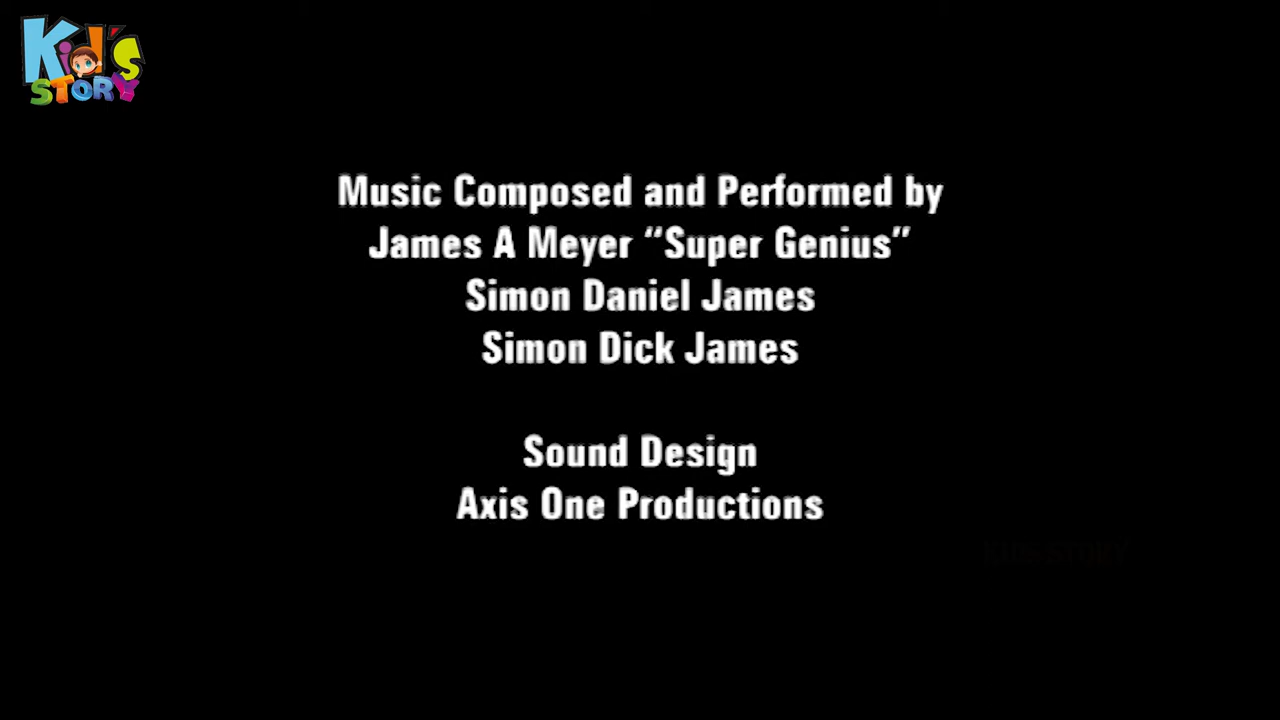 Kid's
STORY
Music Composed and Performed by
James A Meyer “Super Genius”
Simon Daniel James
Simon Dick James
Sound Design
Axis One Productions